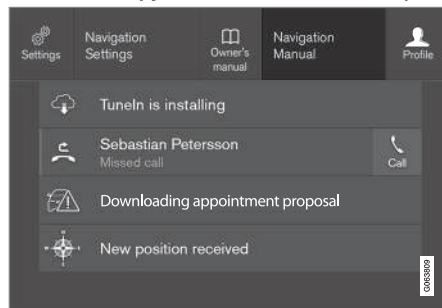 Settings
Navigation
Settings
Owner's
manual
Navigation
Manual
Profile
TuneIn is installing
Sebastian Petersson
Missed call
Call
Downloading appointment proposal
New position received
G063809